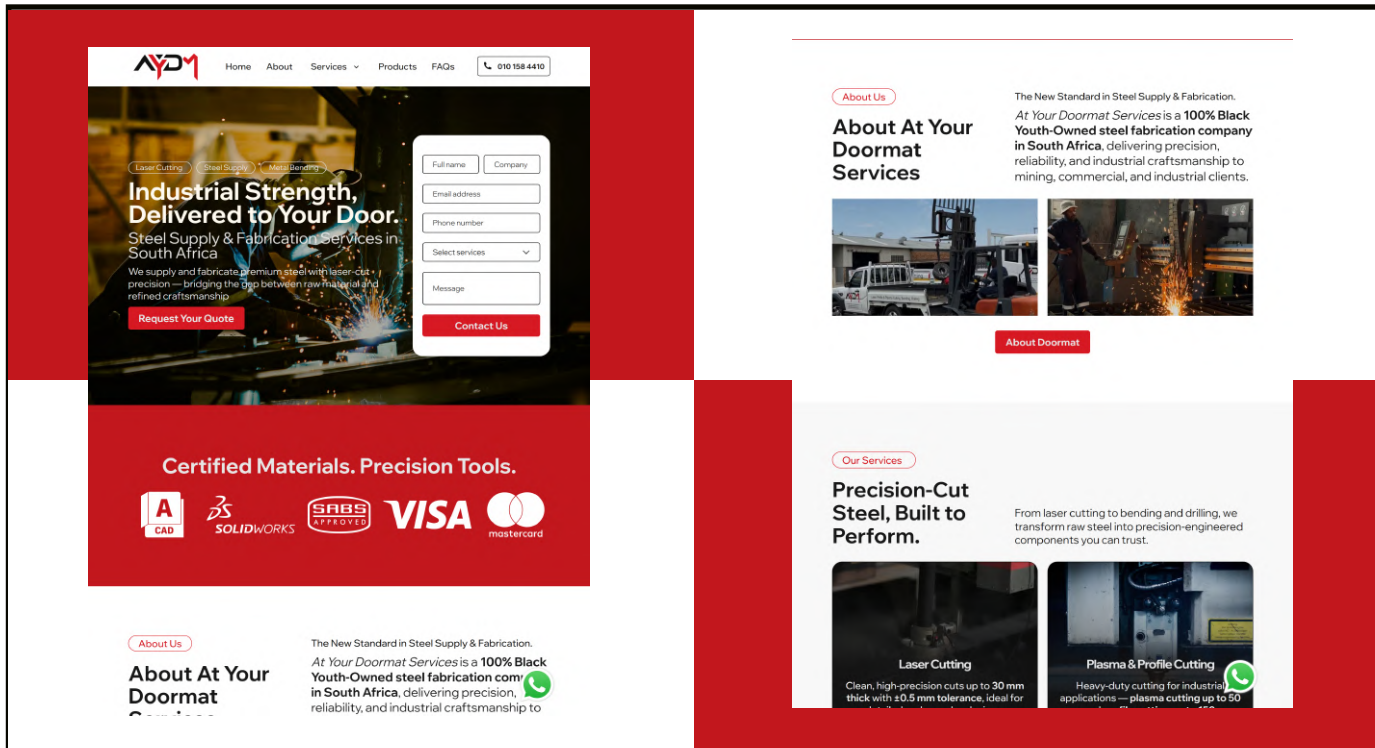 AYDM
Home About Services Products FAQs 010 158 4410
Laser Cutting Steel Supply Metal Bending
Industrial Strength,
Delivered to Your Door.
Steel Supply & Fabrication Services in
South Africa
We supply and fabricate premium steel with laser-cut
precision — bridging the gap between raw material and
refined craftsmanship
Request Your Quote
Full name Company
Email address
Phone number
Select services
Message
Contact Us
Certified Materials. Precision Tools.
A
CAD
SOLIDWORKS
SABS
APPROVED
VISA
mastercard
About Us
About At Your
Doormat
Services
The New Standard in Steel Supply & Fabrication.
At Your Doormat Services is a 100% Black
Youth-Owned steel fabrication
in South Africa, delivering precision,
reliability, and industrial craftsmanship to
About Us
About At Your
Doormat
Services
The New Standard in Steel Supply & Fabrication.
At Your Doormat Services is a 100% Black
Youth-Owned steel fabrication company
in South Africa, delivering precision,
reliability, and industrial craftsmanship to
mining, commercial, and industrial clients.
AYDM
About Doormat
Our Services
Precision-Cut
Steel, Built to
Perform.
From laser cutting to bending and drilling, we
transform raw steel into precision-engineered
components you can trust.
Laser Cutting
Clean, high-precision cuts up to 30 mm
thick with ±0.5 mm tolerance, ideal for
Plasma & Profile Cutting
Heavy-duty cutting for industrial
applications — plasma cutting up to 50